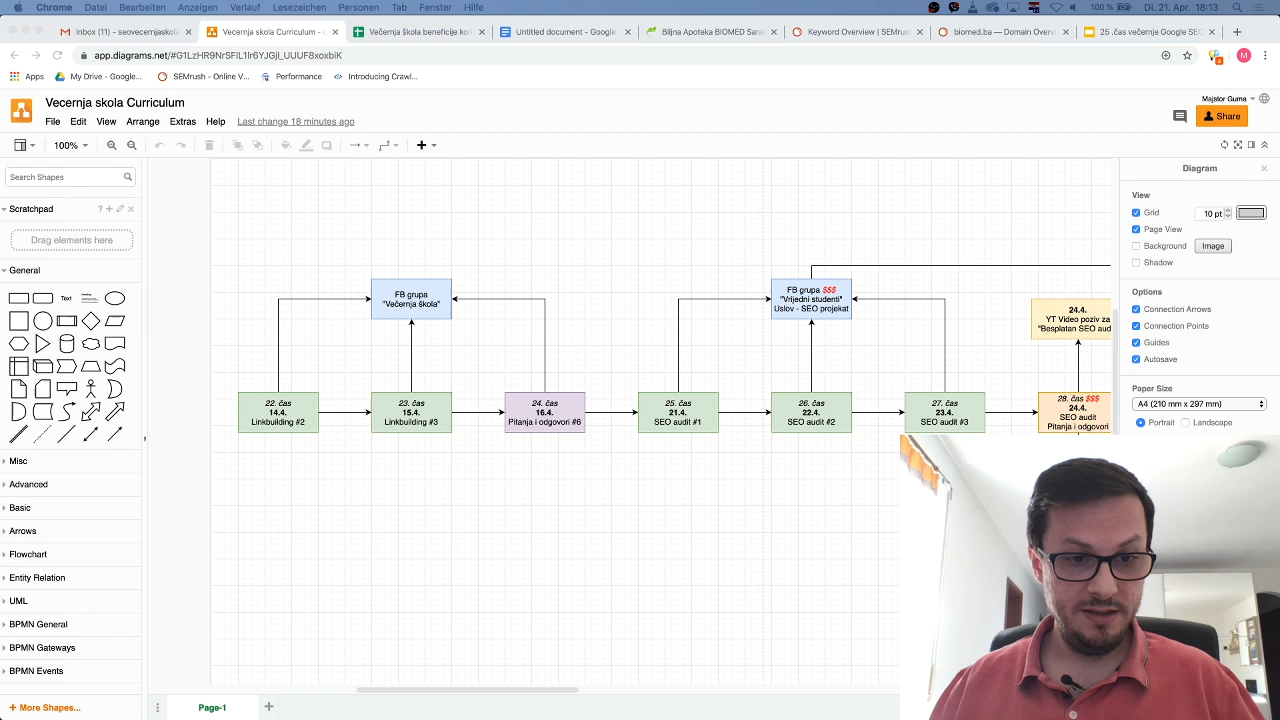 Chrome Datei Bearbeiten Anzeigen Verlauf Lesezeichen Personen Tab Fenster Hilfe
100 % Di. 21. Apr. 18:13
Inbox (11) - seovecernjaskola
Vecernja skola Curriculum - d
Večernja škola beneficije kon
Untitled document - Google
Biljna Apoteka BIOMED Sara
Keyword Overview | SEMrush
biomed.ba — Domain Overv
25 .čas večernje Google SEO
app.diagrams.net/#G1LzHR9NrSFIL1Ir6YJGjl_UUUF8xoxbiK
Apps My Drive - Google... SEMrush - Online V... Performance Introducing Crawl...
Vecernja skola Curriculum
Majstor Guma
File Edit View Arrange Extras Help Last change 18 minutes ago
Share
100%
Search Shapes
Scratchpad
Drag elements here
General
Text
Misc
Advanced
Basic
Arrows
Flowchart
Entity Relation
UML
BPMN General
BPMN Gateways
BPMN Events
+ More Shapes...
FB grupa
"Večernja škola"
FB grupa $$$
"Vrijedni studenti"
Uslov - SEO projekat
24.4.
YT Video poziv za
"Besplatan SEO aud
22. čas
14.4.
Linkbuilding #2
23. čas
15.4.
Linkbuilding #3
24. čas
16.4.
Pitanja i odgovori #6
25. čas
21.4.
SEO audit #1
26. čas
22.4.
SEO audit #2
27. čas
23.4.
SEO audit #3
28. čas $$$
24.4.
SEO audit
Pitanja i odgovori
Diagram
View
Grid 10 pt
Page View
Background Image
Shadow
Options
Connection Arrows
Connection Points
Guides
Autosave
Paper Size
A4 (210 mm x 297 mm)
Portrait Landscape
Page-1